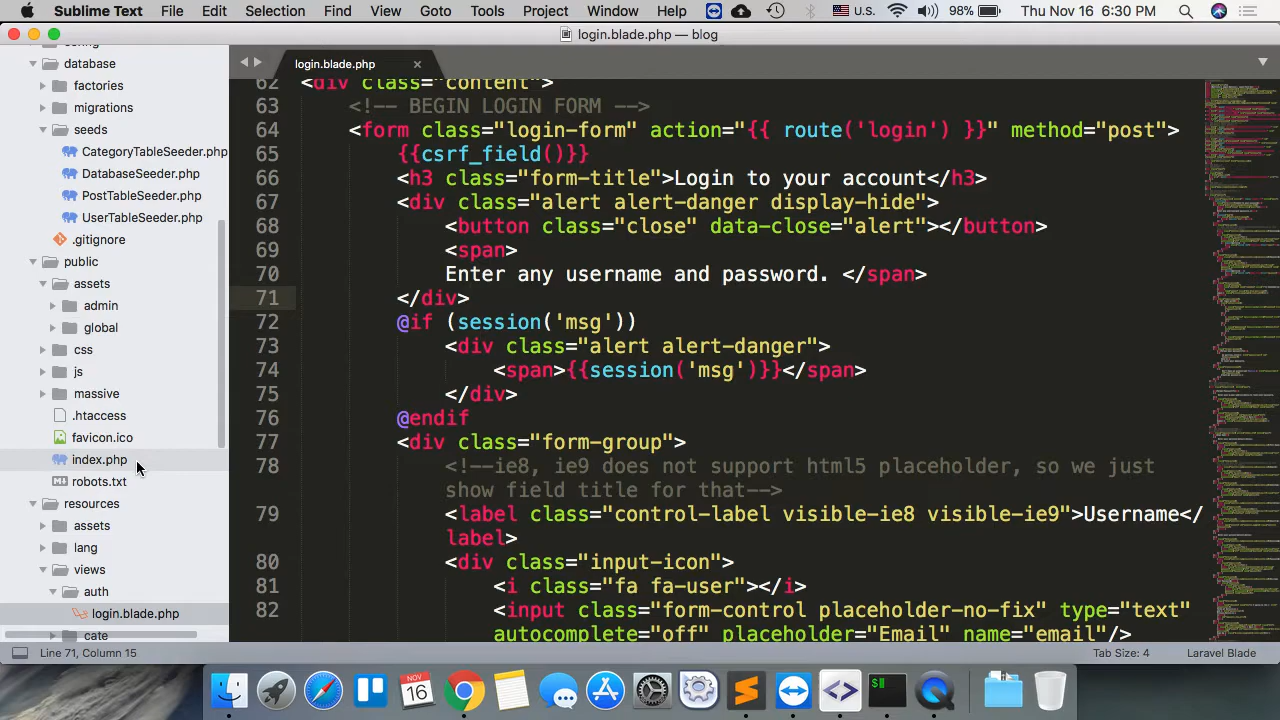 Sublime Text File Edit Selection Find View Goto Tools Project Window Help U.S. 98% Thu Nov 16 6:30 PM
login.blade.php — blog
database
factories
migrations
seeds
DatabaseSeeder.php
PostTableSeeder.php
UserTableSeeder.php
.gitignore
public
assets
admin
global
css
js
massive
.htaccess
favicon.ico
index.php
robots.txt
resources
assets
lang
views
auth
login.blade.php
cate
login.blade.php ×
62 <div class="content">
63 <!-- BEGIN LOGIN FORM -->
64 <form class="login-form" action="{{ route('login') }}" method="post">
65 {{csrf_field()}}
66 <h3 class="form-title">Login to your account</h3>
67 <div class="alert alert-danger display-hide">
68 <button class="close" data-close="alert"></button>
69 <span>
70 Enter any username and password. </span>
71 </div>
72 @if (session('msg'))
73 <div class="alert alert-danger">
74 <span>{{session('msg')}}</span>
75 </div>
76 @endif
77 <div class="form-group">
78 <!--ie8, ie9 does not support html5 placeholder, so we just
show field title for that-->
79 <label class="control-label visible-ie8 visible-ie9">Username</
label>
80 <div class="input-icon">
81 <i class="fa fa-user"></i>
82 <input class="form-control placeholder-no-fix" type="text"
autocomplete="off" placeholder="Email" name="email"/>
Line 71, Column 15 Tab Size: 4 Laravel Blade
NOV
16